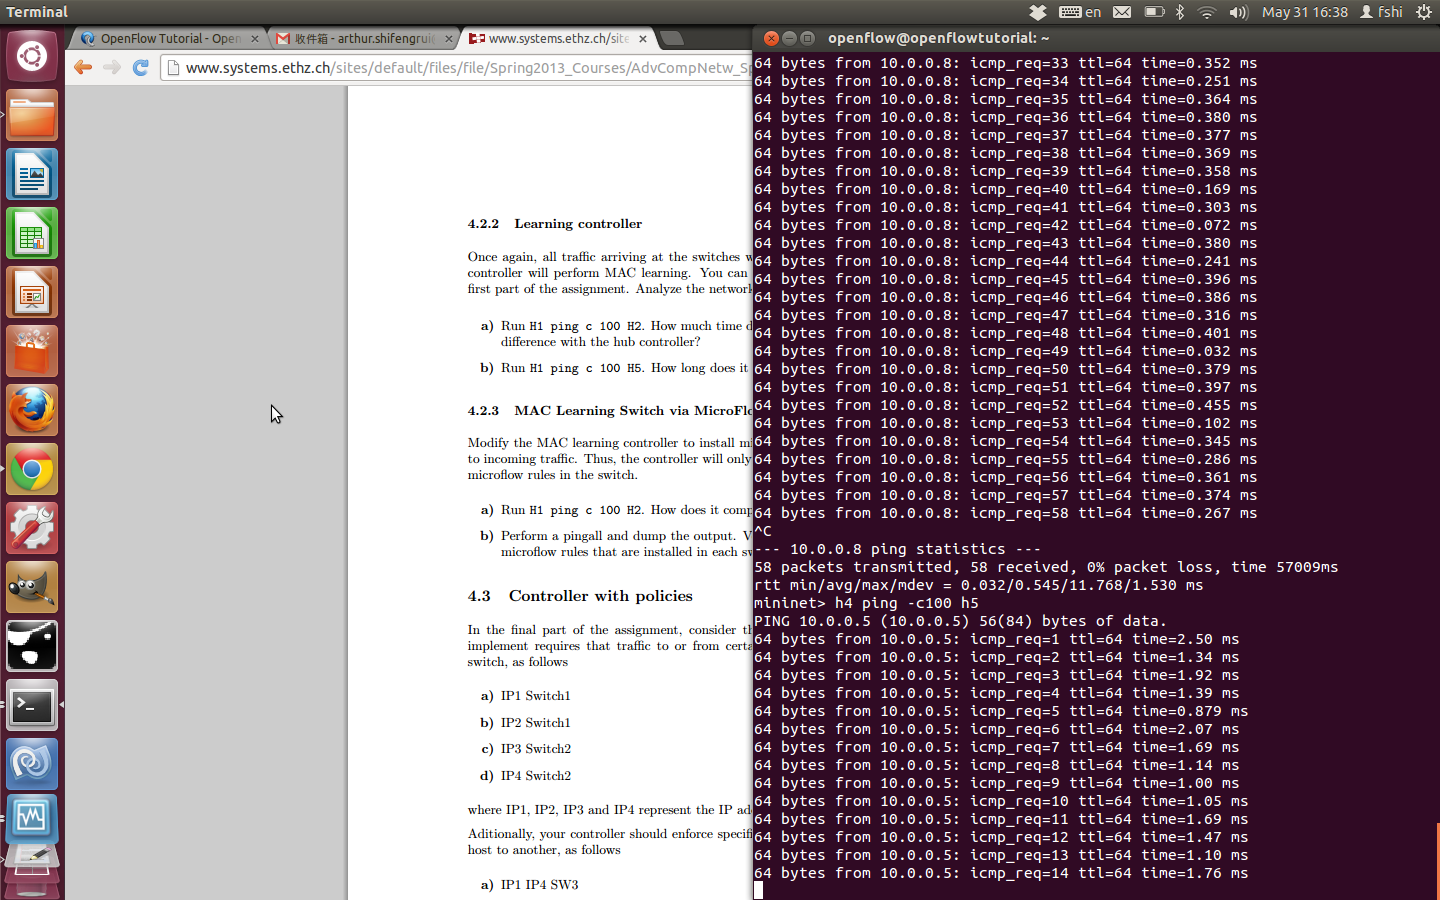 Terminal
en
May 31 16:38
fshi
OpenFlow Tutorial - Open
收件箱 - arthur.shifengrui
www.systems.ethz.ch/site
www.systems.ethz.ch/sites/default/files/file/Spring2013_Courses/AdvCompNetw_Sp
4.2.2 Learning controller
Once again, all traffic arriving at the switches w
controller will perform MAC learning. You can
first part of the assignment. Analyze the network
a) Run H1 ping c 100 H2. How much time d
difference with the hub controller?
b) Run H1 ping c 100 H5. How long does it
4.2.3 MAC Learning Switch via MicroFlo
Modify the MAC learning controller to install mi
to incoming traffic. Thus, the controller will only
microflow rules in the switch.
a) Run H1 ping c 100 H2. How does it comp
b) Perform a pingall and dump the output. V
microflow rules that are installed in each sw
4.3 Controller with policies
In the final part of the assignment, consider th
implement requires that traffic to or from certa
switch, as follows
a) IP1 Switch1
b) IP2 Switch1
c) IP3 Switch2
d) IP4 Switch2
where IP1, IP2, IP3 and IP4 represent the IP ad
Aditionally, your controller should enforce specifi
host to another, as follows
a) IP1 IP4 SW3
openflow@openflowtutorial: ~
64 bytes from 10.0.0.8: icmp_req=33 ttl=64 time=0.352 ms
64 bytes from 10.0.0.8: icmp_req=34 ttl=64 time=0.251 ms
64 bytes from 10.0.0.8: icmp_req=35 ttl=64 time=0.364 ms
64 bytes from 10.0.0.8: icmp_req=36 ttl=64 time=0.380 ms
64 bytes from 10.0.0.8: icmp_req=37 ttl=64 time=0.377 ms
64 bytes from 10.0.0.8: icmp_req=38 ttl=64 time=0.369 ms
64 bytes from 10.0.0.8: icmp_req=39 ttl=64 time=0.358 ms
64 bytes from 10.0.0.8: icmp_req=40 ttl=64 time=0.169 ms
64 bytes from 10.0.0.8: icmp_req=41 ttl=64 time=0.303 ms
64 bytes from 10.0.0.8: icmp_req=42 ttl=64 time=0.072 ms
64 bytes from 10.0.0.8: icmp_req=43 ttl=64 time=0.380 ms
64 bytes from 10.0.0.8: icmp_req=44 ttl=64 time=0.241 ms
64 bytes from 10.0.0.8: icmp_req=45 ttl=64 time=0.396 ms
64 bytes from 10.0.0.8: icmp_req=46 ttl=64 time=0.386 ms
64 bytes from 10.0.0.8: icmp_req=47 ttl=64 time=0.316 ms
64 bytes from 10.0.0.8: icmp_req=48 ttl=64 time=0.401 ms
64 bytes from 10.0.0.8: icmp_req=49 ttl=64 time=0.032 ms
64 bytes from 10.0.0.8: icmp_req=50 ttl=64 time=0.379 ms
64 bytes from 10.0.0.8: icmp_req=51 ttl=64 time=0.397 ms
64 bytes from 10.0.0.8: icmp_req=52 ttl=64 time=0.455 ms
64 bytes from 10.0.0.8: icmp_req=53 ttl=64 time=0.102 ms
64 bytes from 10.0.0.8: icmp_req=54 ttl=64 time=0.345 ms
64 bytes from 10.0.0.8: icmp_req=55 ttl=64 time=0.286 ms
64 bytes from 10.0.0.8: icmp_req=56 ttl=64 time=0.361 ms
64 bytes from 10.0.0.8: icmp_req=57 ttl=64 time=0.374 ms
64 bytes from 10.0.0.8: icmp_req=58 ttl=64 time=0.267 ms
^C
--- 10.0.0.8 ping statistics ---
58 packets transmitted, 58 received, 0% packet loss, time 57009ms
rtt min/avg/max/mdev = 0.032/0.545/11.768/1.530 ms
mininet> h4 ping -c100 h5
PING 10.0.0.5 (10.0.0.5) 56(84) bytes of data.
64 bytes from 10.0.0.5: icmp_req=1 ttl=64 time=2.50 ms
64 bytes from 10.0.0.5: icmp_req=2 ttl=64 time=1.34 ms
64 bytes from 10.0.0.5: icmp_req=3 ttl=64 time=1.92 ms
64 bytes from 10.0.0.5: icmp_req=4 ttl=64 time=1.39 ms
64 bytes from 10.0.0.5: icmp_req=5 ttl=64 time=0.879 ms
64 bytes from 10.0.0.5: icmp_req=6 ttl=64 time=2.07 ms
64 bytes from 10.0.0.5: icmp_req=7 ttl=64 time=1.69 ms
64 bytes from 10.0.0.5: icmp_req=8 ttl=64 time=1.14 ms
64 bytes from 10.0.0.5: icmp_req=9 ttl=64 time=1.00 ms
64 bytes from 10.0.0.5: icmp_req=10 ttl=64 time=1.05 ms
64 bytes from 10.0.0.5: icmp_req=11 ttl=64 time=1.69 ms
64 bytes from 10.0.0.5: icmp_req=12 ttl=64 time=1.47 ms
64 bytes from 10.0.0.5: icmp_req=13 ttl=64 time=1.10 ms
64 bytes from 10.0.0.5: icmp_req=14 ttl=64 time=1.76 ms